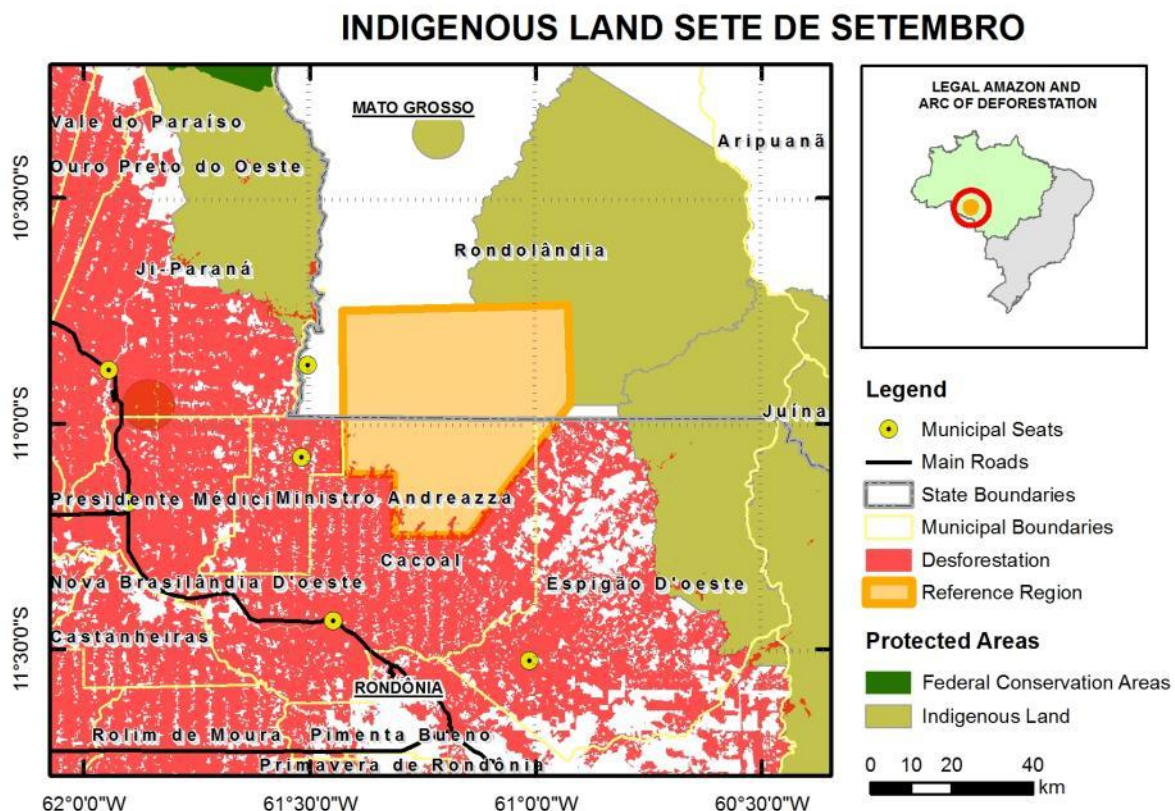 INDIGENOUS LAND SETE DE SETEMBRO
MATO GROSSO
Vale do Paraíso
Aripuanã
Ouro Preto do Oeste
Rondolândia
Ji-Paraná
Juína
Presidente Médici
Ministro Andreazza
Cacoal
Nova Brasilândia D'oeste
Espigão D'oeste
Castanheiras
RONDÔNIA
Rolim de Moura
Pimenta Bueno
Primavera de Rondônia
10°30'0"S
11°0'0"S
11°30'0"S
62°0'0"W
61°30'0"W
61°0'0"W
60°30'0"W
LEGAL AMAZON AND
ARC OF DEFORESTATION
Legend
Municipal Seats
Main Roads
State Boundaries
Municipal Boundaries
Desforestation
Reference Region
Protected Areas
Federal Conservation Areas
Indigenous Land
0 10 20 40
km